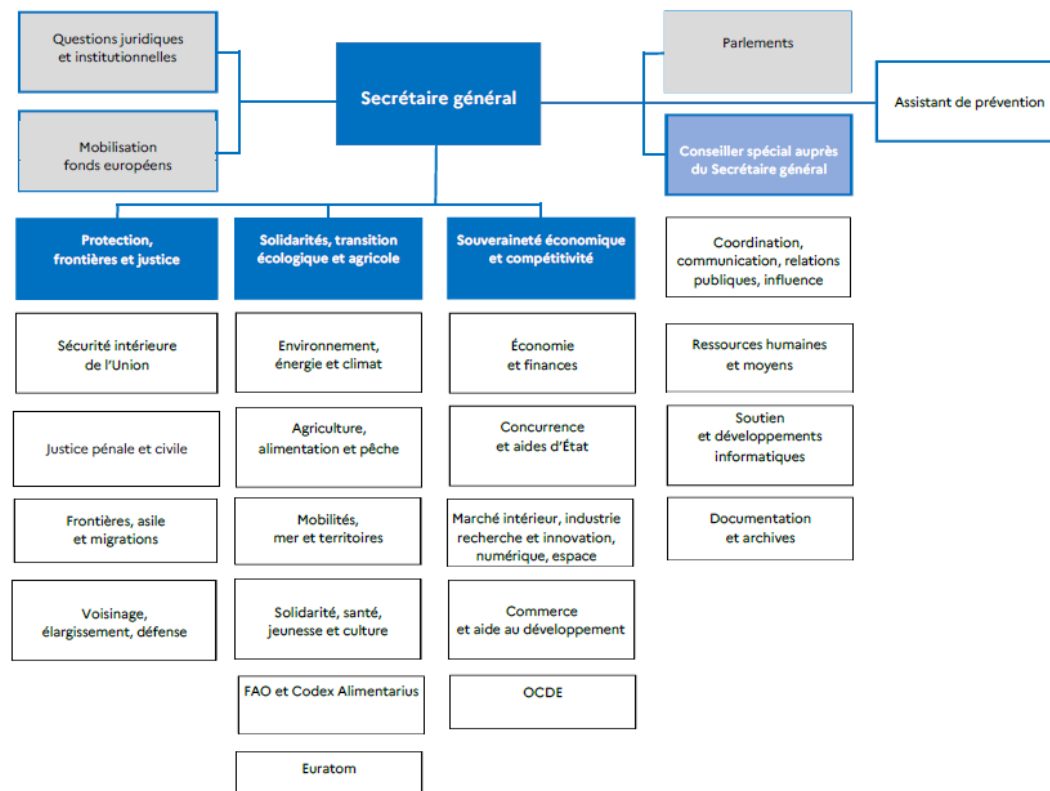 Questions juridiques
et institutionnelles
Mobilisation
fonds européens
Secrétaire général
Parlements
Conseiller spécial auprès
du Secrétaire général
Assistant de prévention
Protection,
frontières et justice
Sécurité intérieure
de l'Union
Justice pénale et civile
Frontières, asile
et migrations
Voisinage,
élargissement, défense
Solidarités, transition
écologique et agricole
Environnement,
énergie et climat
Agriculture,
alimentation et pêche
Mobilités,
mer et territoires
Solidarité, santé,
jeunesse et culture
FAO et Codex Alimentarius
Euratom
Souveraineté économique
et compétitivité
Économie
et finances
Concurrence
et aides d'État
Marché intérieur, industrie
recherche et innovation,
numérique, espace
Commerce
et aide au développement
OCDE
Coordination,
communication, relations
publiques, influence
Ressources humaines
et moyens
Soutien
et développements
informatiques
Documentation
et archives